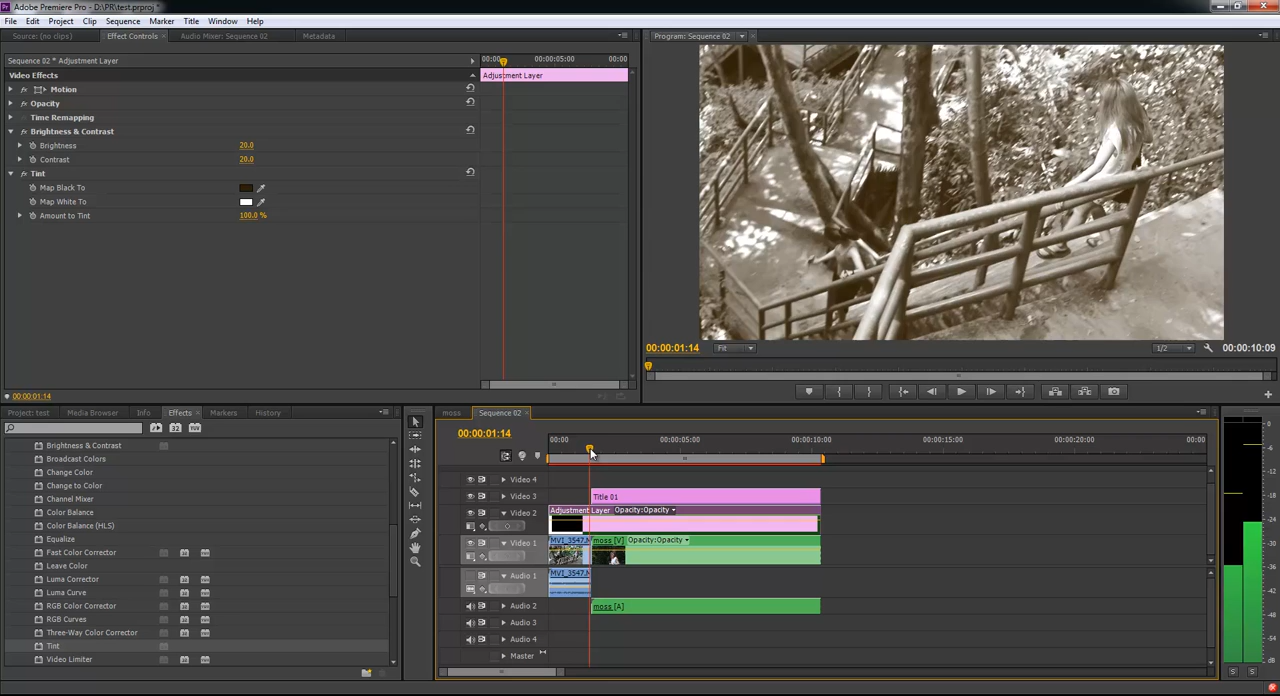 Adobe Premiere Pro - D:\PR\test.prproj *
File Edit Project Clip Sequence Marker Title Window Help
Source: (no clips) Effect Controls Audio Mixer: Sequence 02 Metadata
Sequence 02 * Adjustment Layer
00:00 00:00:05:00 00:00
Video Effects
Adjustment Layer
fx Motion
fx Opacity
Time Remapping
fx Brightness & Contrast
Brightness 20.0
Contrast 20.0
fx Tint
Map Black To
Map White To
Amount to Tint 100.0 %
00:00:01:14
Program: Sequence 02
00:00:01:14 Fit 1/2 00:00:10:09
Project: test Media Browser Info Effects Markers History
Brightness & Contrast
Broadcast Colors
Change Color
Change to Color
Channel Mixer
Color Balance
Color Balance (HLS)
Equalize
Fast Color Corrector
Leave Color
Luma Corrector
Luma Curve
RGB Color Corrector
RGB Curves
Three-Way Color Corrector
Tint
Video Limiter
moss Sequence 02
00:00:01:14
00:00 00:00:05:00 00:00:10:00 00:00:15:00 00:00:20:00 00:00
Video 4
Video 3 Title 01
Video 2 Adjustment Layer Opacity:Opacity
Video 1 MVI_3547.M moss [V] Opacity:Opacity
Audio 1 MVI_3547.M
Audio 2 moss [A]
Audio 3
Audio 4
Master